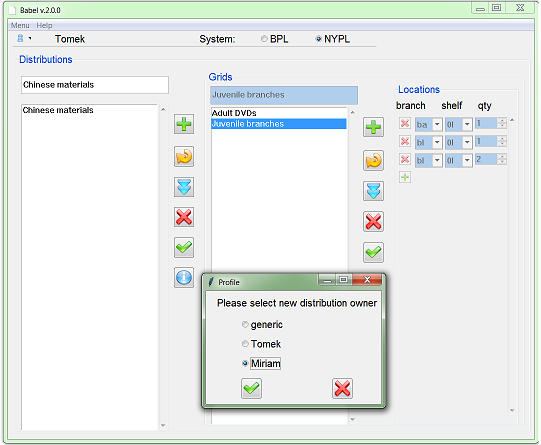 Babel v.2.0.0
Menu Help
Tomek System: BPL NYPL
Distributions
Chinese materials
Chinese materials
Grids
Juvenile branches
Adult DVDs
Juvenile branches
Locations
branch shelf qty
ba 0l 1
bl 0l 1
bl 0l 2
Profile
Please select new distribution owner
generic
Tomek
Miriam